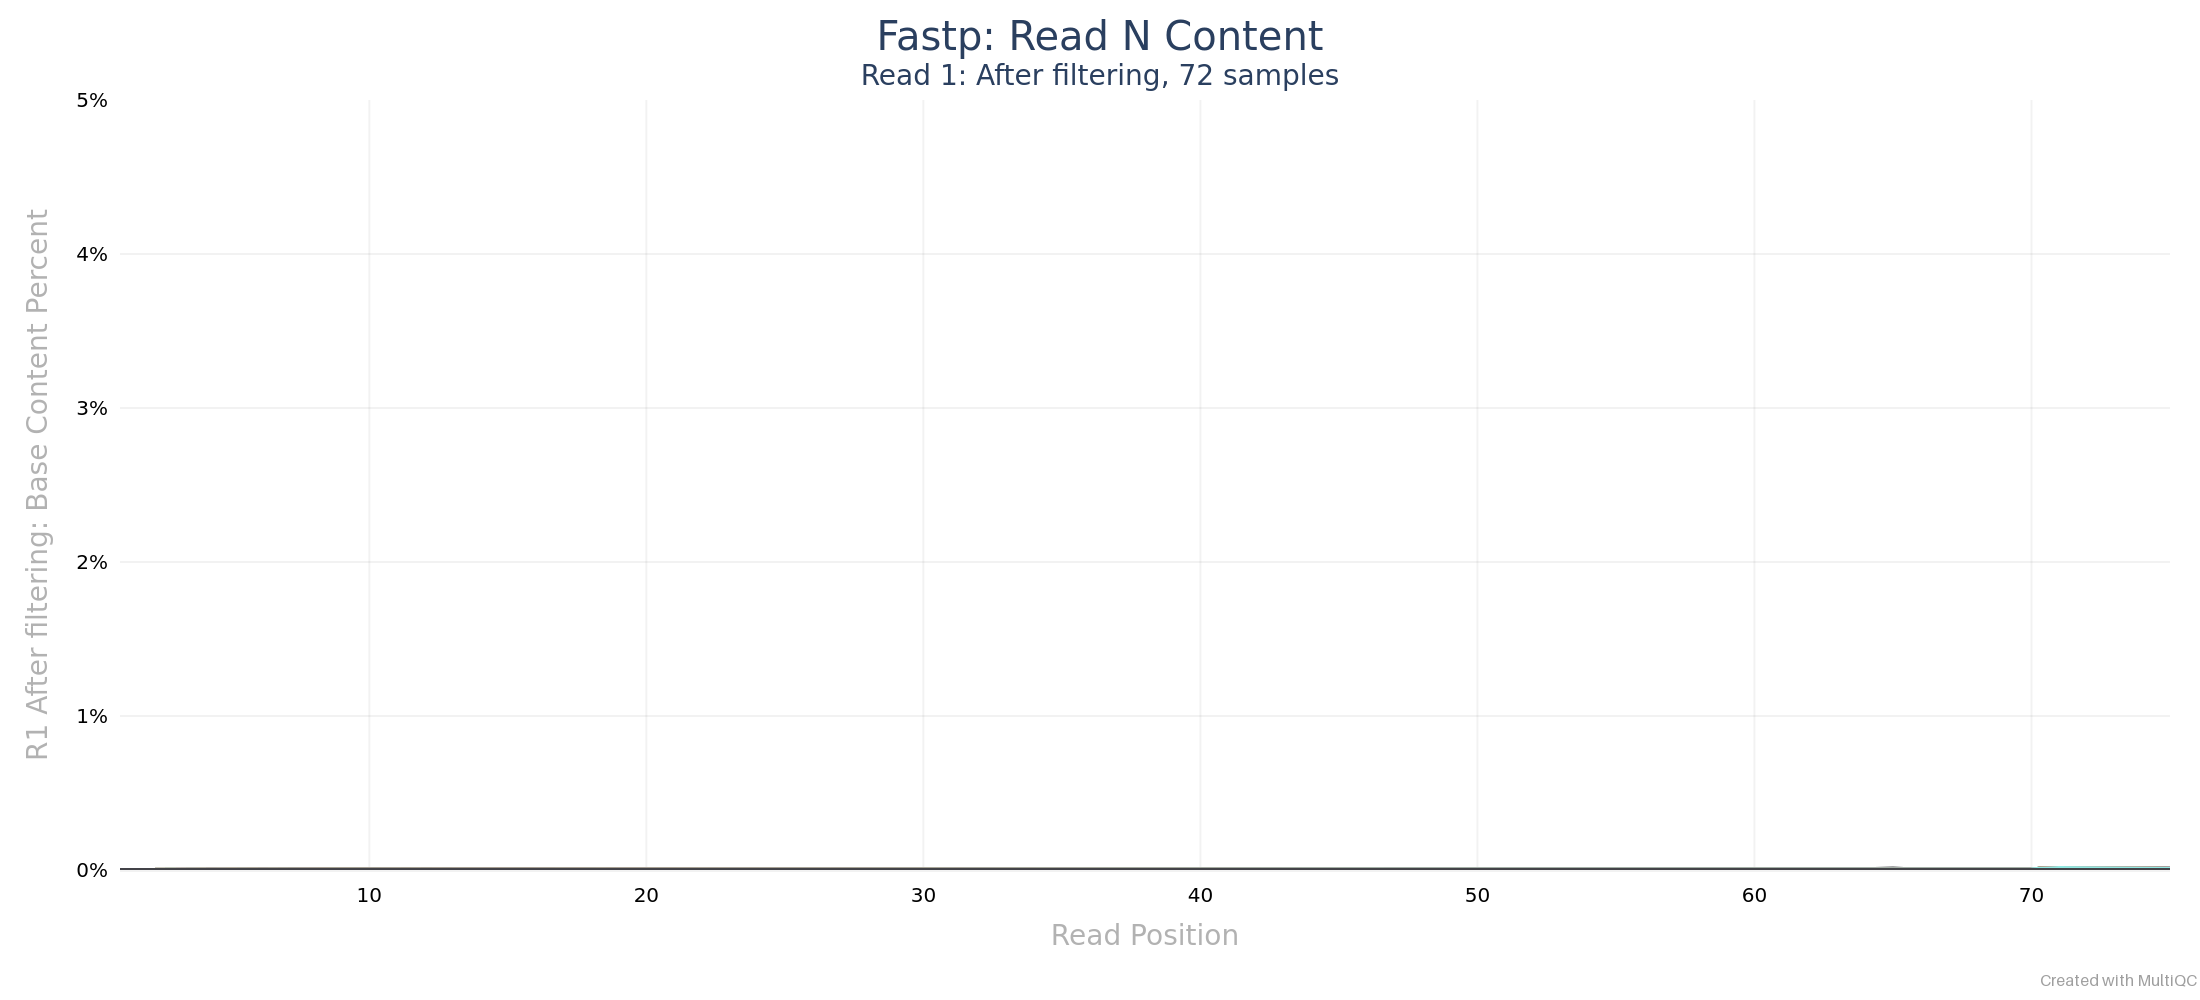 Fastp: Read N Content
Read 1: After filtering, 72 samples
R1 After filtering: Base Content Percent
5%
4%
3%
2%
1%
0%
10 20 30 40 50 60 70
Read Position
Created with MultiQC